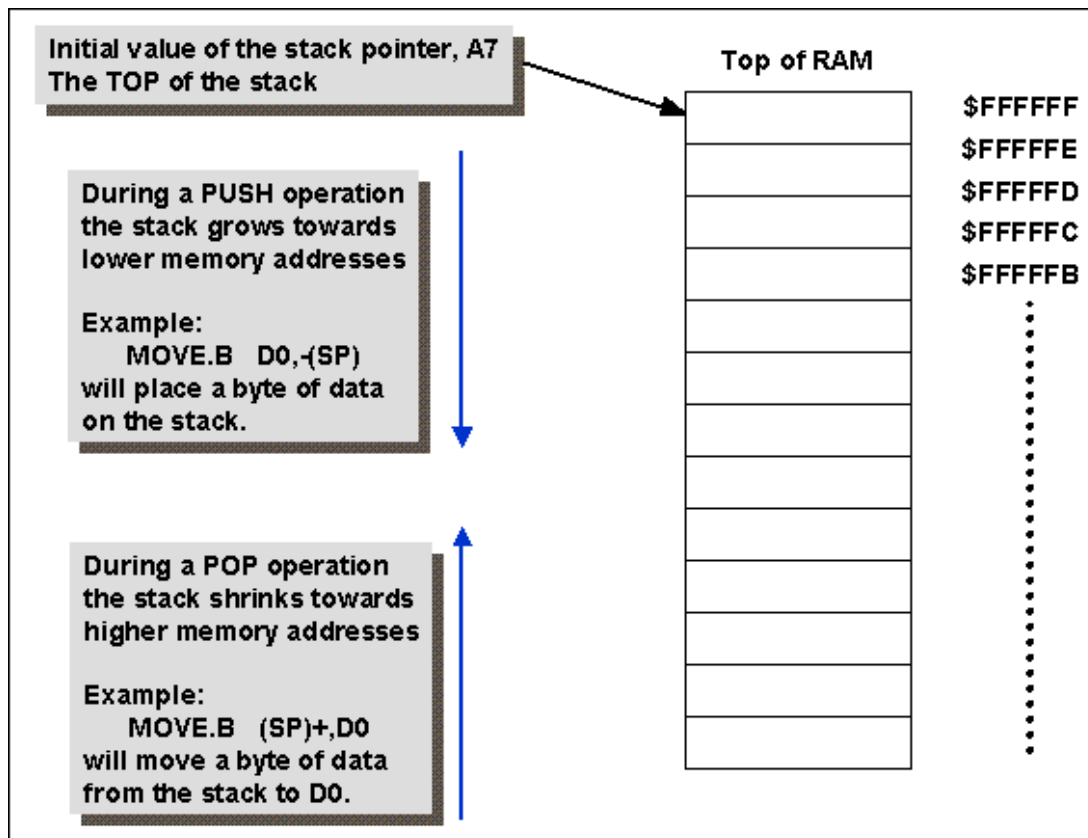 Initial value of the stack pointer, A7
The TOP of the stack
Top of RAM
$FFFFFF
$FFFFFE
$FFFFFD
$FFFFFC
$FFFFFB
During a PUSH operation
the stack grows towards
lower memory addresses
Example:
MOVE.B D0,-(SP)
will place a byte of data
on the stack.
During a POP operation
the stack shrinks towards
higher memory addresses
Example:
MOVE.B (SP)+,D0
will move a byte of data
from the stack to D0.